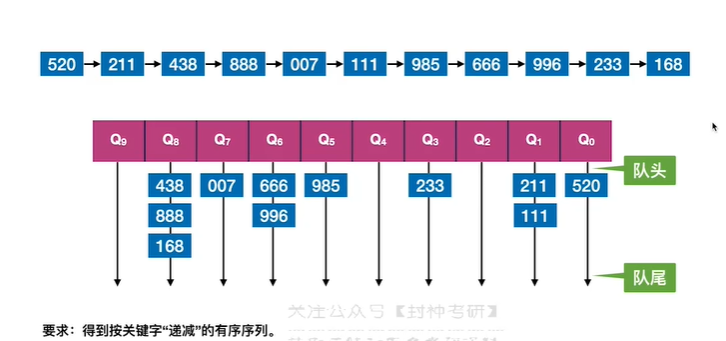 520 211 438 888 007 111 985 666 996 233 168
Q9 Q8 Q7 Q6 Q5 Q4 Q3 Q2 Q1 Q0
队头
438 007 666 985 233 211 520
888 996 111
168
队尾
关注公众号【封神考研】
要求：得到按关键字“递减”的有序序列。